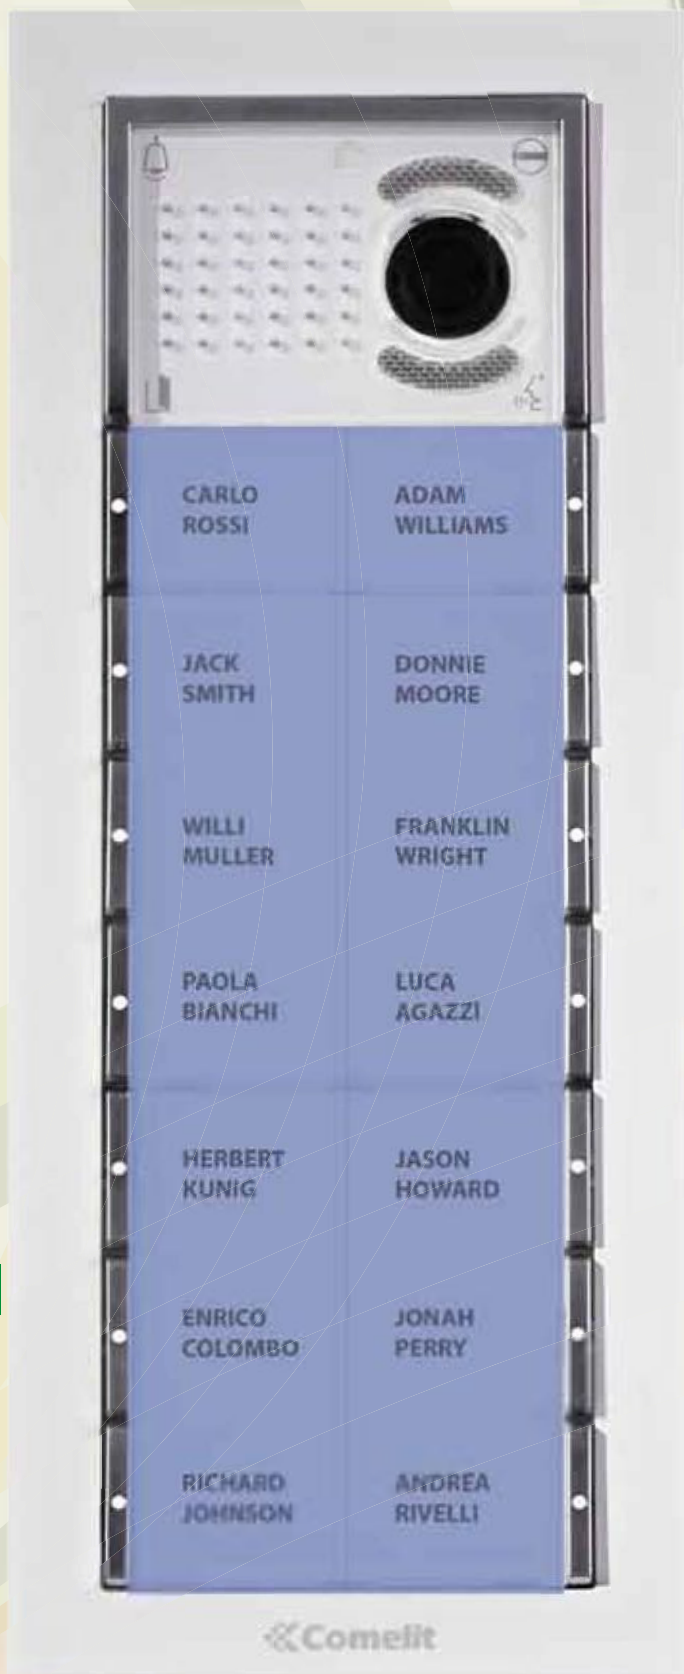 CARLO
ROSSI
ADAM
WILLIAMS
JACK
SMITH
DONNIE
MOORE
WILLI
MULLER
FRANKLIN
WRIGHT
PAOLA
BIANCHI
LUCA
AGAZZI
HERBERT
KUNIG
JASON
HOWARD
ENRICO
COLOMBO
JONAH
PERRY
RICHARD
JOHNSON
ANDREA
RIVELLI
Comelit